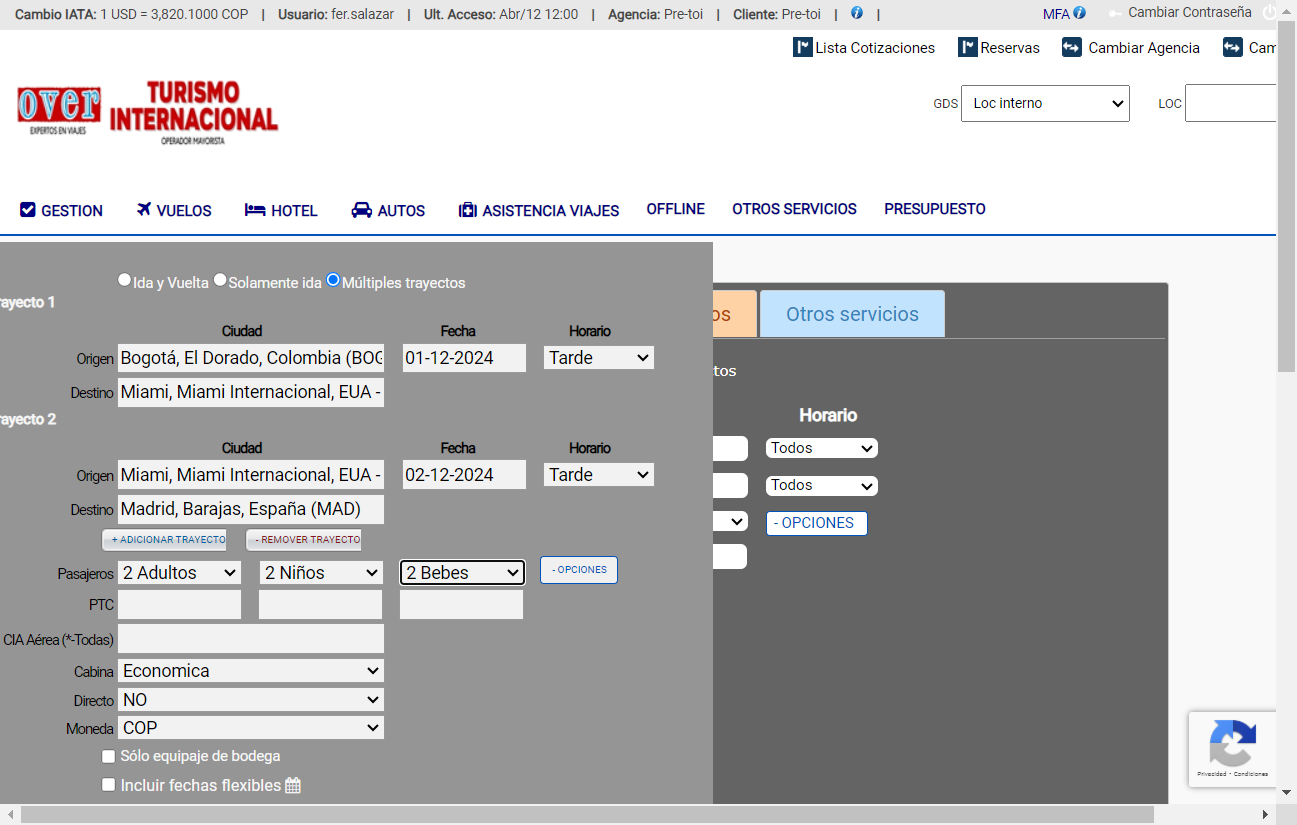 Cambio IATA: 1 USD = 3,820.1000 COP | Usuario: fer.salazar | Ult. Acceso: Abr/12 12:00 | Agencia: Pre-toi | Cliente: Pre-toi | i | MFA i Cambiar Contraseña
Lista Cotizaciones Reservas Cambiar Agencia Cam
over TURISMO
INTERNACIONAL
EXPERTOS EN VIAJES OPERADOR MAYORISTA
GDS Loc interno LOC
GESTION VUELOS HOTEL AUTOS ASISTENCIA VIAJES OFFLINE OTROS SERVICIOS PRESUPUESTO
Ida y Vuelta Solamente ida Múltiples trayectos
rayecto 1
Ciudad Fecha Horario
Origen Bogotá, El Dorado, Colombia (BOG 01-12-2024 Tarde
Destino Miami, Miami Internacional, EUA -
rayecto 2
Ciudad Fecha Horario
Origen Miami, Miami Internacional, EUA - 02-12-2024 Tarde
Destino Madrid, Barajas, España (MAD)
+ ADICIONAR TRAYECTO - REMOVER TRAYECTO
Pasajeros 2 Adultos 2 Niños 2 Bebes - OPCIONES
PTC
CIA Aérea (*-Todas)
Cabina Economica
Directo NO
Moneda COP
Sólo equipaje de bodega
Incluir fechas flexibles
os Otros servicios
tos
Horario
Todos
Todos
- OPCIONES
Privacidad - Condiciones